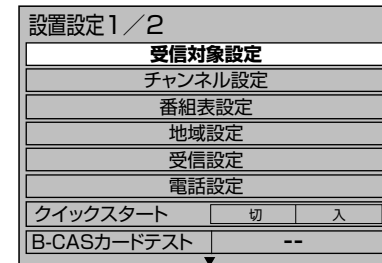 設置設定1／2
受信対象設定
チャンネル設定
番組表設定
地域設定
受信設定
電話設定
クイックスタート 切 入
B-CASカードテスト --
▼